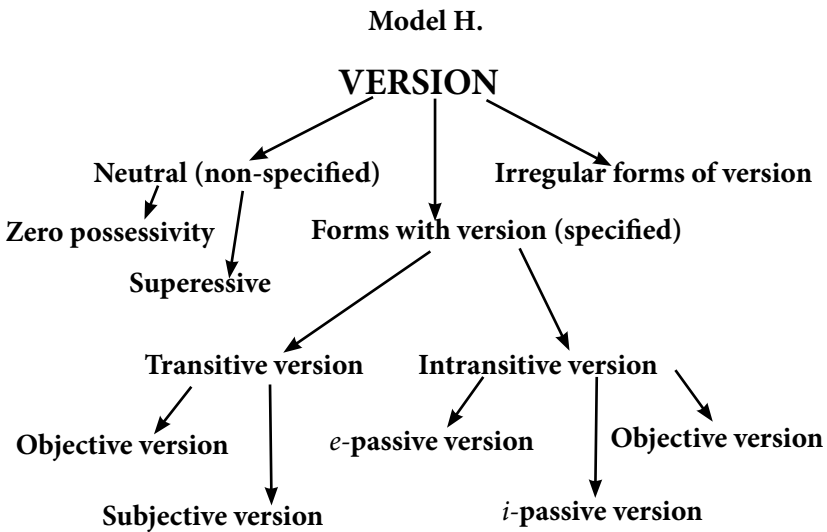 Model H.
VERSION
Neutral (non-specified)
Irregular forms of version
Zero possessivity
Forms with version (specified)
Superessive
Transitive version
Intransitive version
Objective version
e-passive version
Objective version
Subjective version
i-passive version